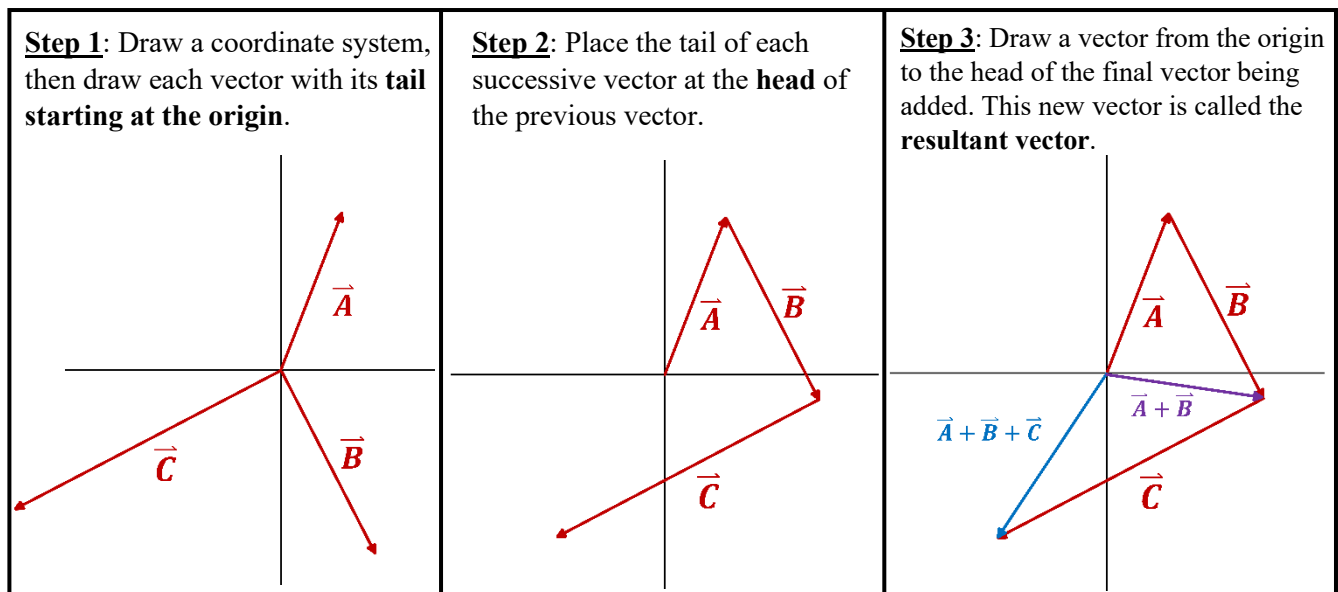 Step 1: Draw a coordinate system,
then draw each vector with its tail
starting at the origin.
A
B
C
Step 2: Place the tail of each
successive vector at the head of
the previous vector.
A
B
C
Step 3: Draw a vector from the origin
to the head of the final vector being
added. This new vector is called the
resultant vector.
A
B
A + B
A + B + C
C